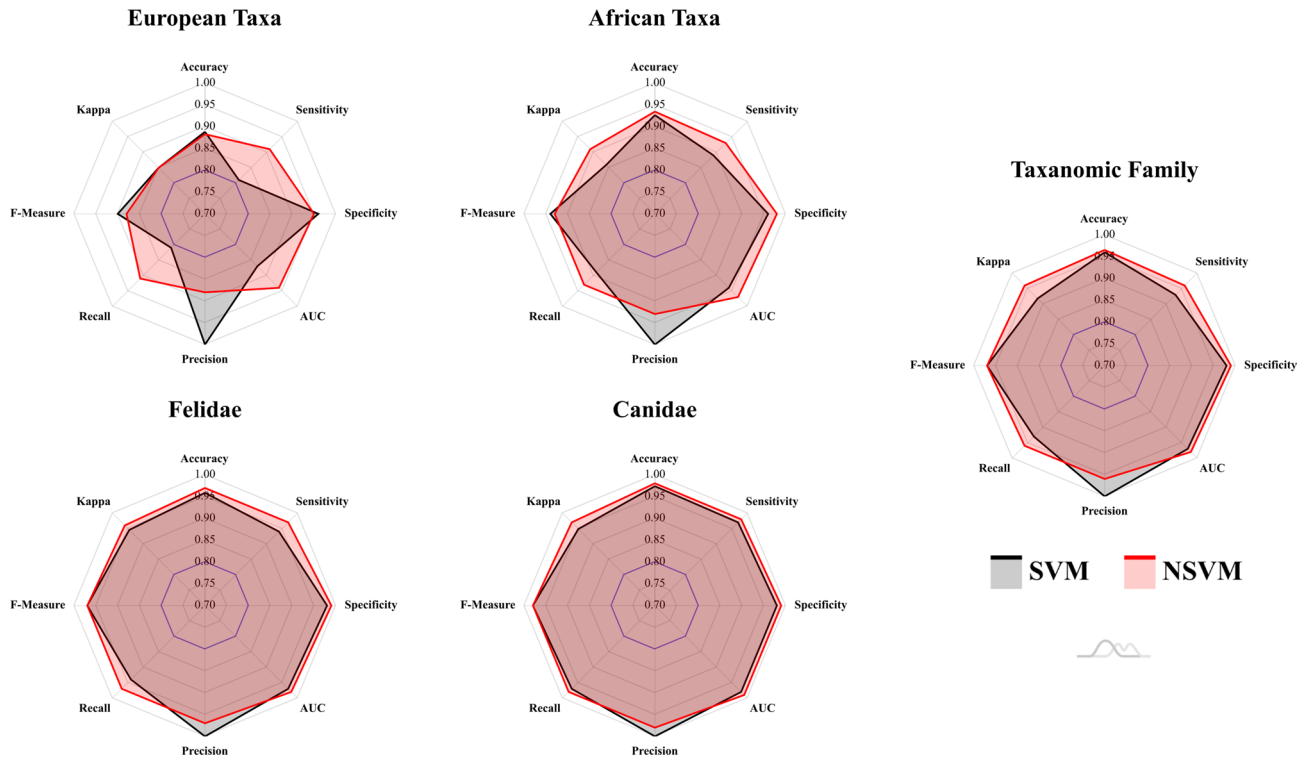 European Taxa
Accuracy
1.00
0.95
0.90
0.85
0.80
0.75
0.70
Kappa
Sensitivity
F-Measure
Specificity
Recall
AUC
Precision
African Taxa
Accuracy
1.00
0.95
0.90
0.85
0.80
0.75
0.70
Kappa
Sensitivity
F-Measure
Specificity
Recall
AUC
Precision
Taxanomic Family
Accuracy
1.00
0.95
0.90
0.85
0.80
0.75
0.70
Kappa
Sensitivity
F-Measure
Specificity
Recall
AUC
Precision
Felidae
Accuracy
1.00
0.95
0.90
0.85
0.80
0.75
0.70
Kappa
Sensitivity
F-Measure
Specificity
Recall
AUC
Precision
Canidae
Accuracy
1.00
0.95
0.90
0.85
0.80
0.75
0.70
Kappa
Sensitivity
F-Measure
Specificity
Recall
AUC
Precision
SVM
NSVM